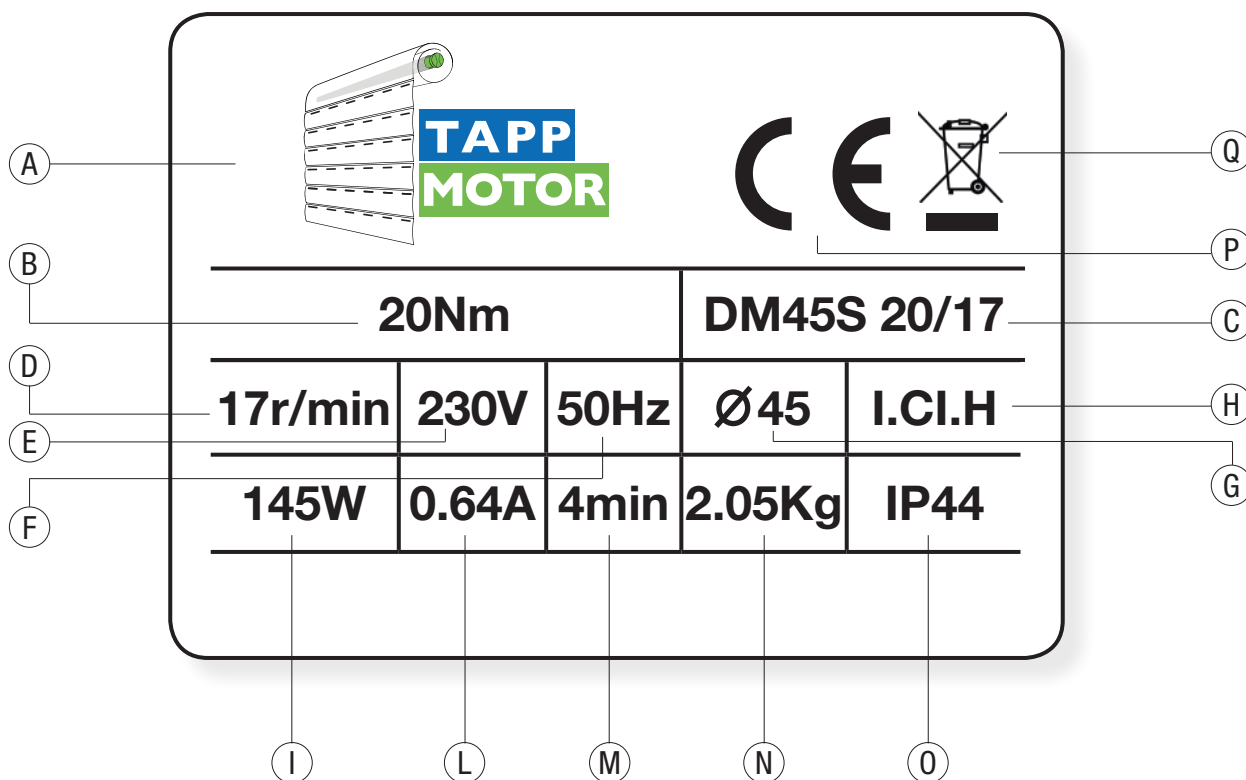 TAPP
MOTOR
CE
A
Q
P
B
20Nm
DM45S 20/17
C
D
17r/min
230V
50Hz
Ø45
I.CI.H
H
E
G
F
145W
0.64A
4min
2.05Kg
IP44
I
L
M
N
O